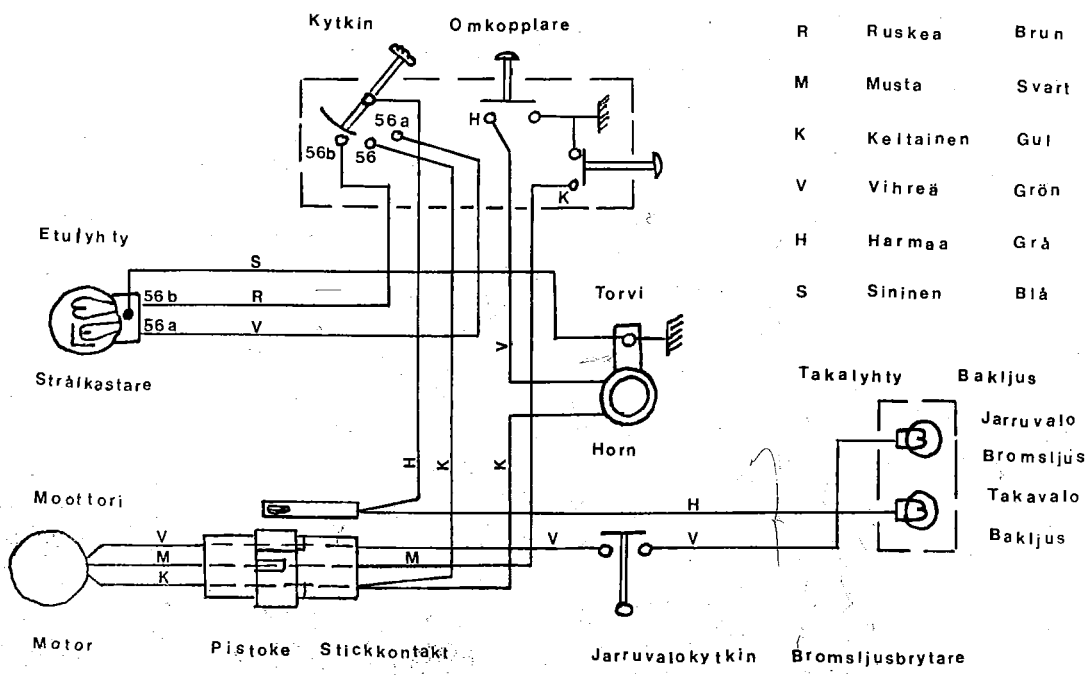 Kytkin Omkopplare
R Ruskea Brun
M Musta Svart
K Keltainen Gul
V Vihreä Grön
H Harmaa Grå
S Sininen Blå
56a
H
56b
56
K
Etulyhty
S
56b R
56a V
Strålkastare
Torvi
V
Horn
Takalyhty Bakljus
Jarruvalo
Bromsljus
Takavalo
Bakljus
H
K
K
H
Moottori
V
M
K
M
V
V
Motor
Pistoke Stickkontakt
Jarruvalokytkin Bromsljusbrytare